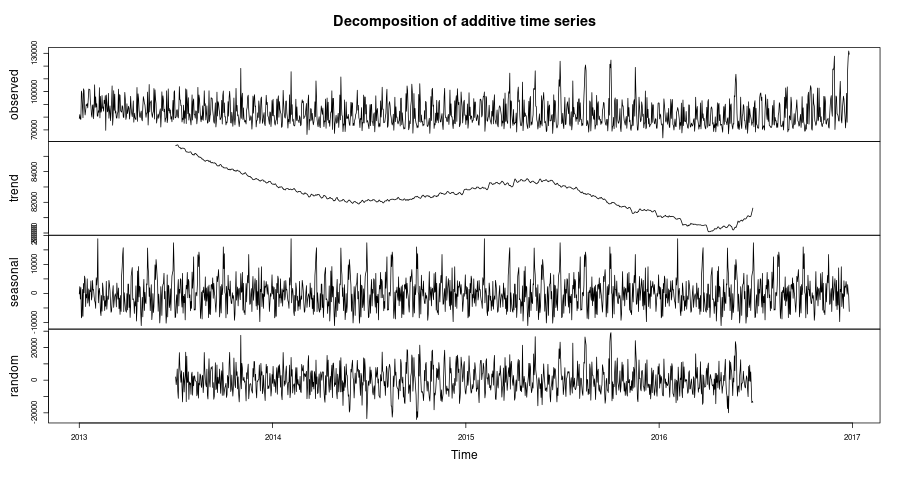 Decomposition of additive time series
observed
70000 100000 130000
trend
82000 84000
seasonal
-10000 0 10000
random
-20000 0 20000
2013 2014 2015 2016 2017
Time